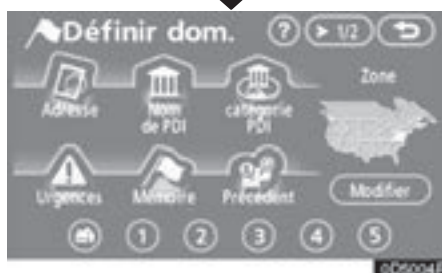 Définir dom.
? ► 1/2
Zone
Adresse
Nom
de PDI
catégorie
PDI
Urgences
Mémoire
Précédent
Modifier
1 2 3 4 5